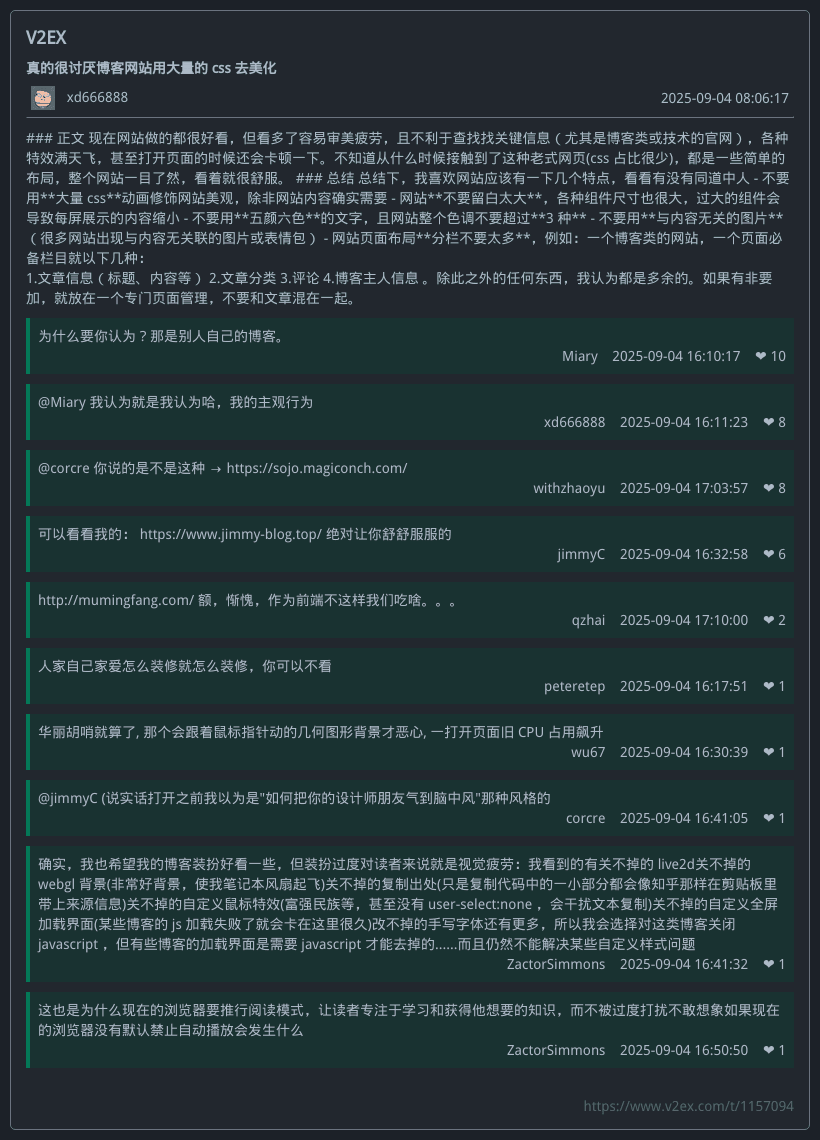 V2EX
真的很讨厌博客网站用大量的 css 去美化
xd666888
2025-09-04 08:06:17
### 正文 现在网站做的都很好看，但看多了容易审美疲劳，且不利于查找找关键信息（尤其是博客类或技术的官网），各种
特效满天飞，甚至打开页面的时候还会卡顿一下。不知道从什么时候接触到了这种老式网页(css 占比很少)，都是一些简单的
布局，整个网站一目了然，看着就很舒服。 ### 总结 总结下，我喜欢网站应该有一下几个特点，看看有没有同道中人 - 不要
用**大量 css**动画修饰网站美观，除非网站内容确实需要 - 网站**不要留白太大**，各种组件尺寸也很大，过大的组件会
导致每屏展示的内容缩小 - 不要用**五颜六色**的文字，且网站整个色调不要超过**3 种** - 不要用**与内容无关的图片**
（很多网站出现与内容无关联的图片或表情包） - 网站页面布局**分栏不要太多**，例如：一个博客类的网站，一个页面必
备栏目就以下几种：
1.文章信息（标题、内容等） 2.文章分类 3.评论 4.博客主人信息 。除此之外的任何东西，我认为都是多余的。如果有非要
加，就放在一个专门页面管理，不要和文章混在一起。
为什么要你认为？那是别人自己的博客。
Miary 2025-09-04 16:10:17 ❤ 10
@Miary 我认为就是我认为哈，我的主观行为
xd666888 2025-09-04 16:11:23 ❤ 8
@corcre 你说的是不是这种 → https://sojo.magiconch.com/
withzhaoyu 2025-09-04 17:03:57 ❤ 8
可以看看我的： https://www.jimmy-blog.top/ 绝对让你舒舒服服的
jimmyC 2025-09-04 16:32:58 ❤ 6
http://mumingfang.com/ 额，惭愧，作为前端不这样我们吃啥。。。
qzhai 2025-09-04 17:10:00 ❤ 2
人家自己家爱怎么装修就怎么装修，你可以不看
peteretep 2025-09-04 16:17:51 ❤ 1
华丽胡哨就算了, 那个会跟着鼠标指针动的几何图形背景才恶心, 一打开页面旧 CPU 占用飙升
wu67 2025-09-04 16:30:39 ❤ 1
@jimmyC (说实话打开之前我以为是"如何把你的设计师朋友气到脑中风"那种风格的
corcre 2025-09-04 16:41:05 ❤ 1
确实，我也希望我的博客装扮好看一些，但装扮过度对读者来说就是视觉疲劳：我看到的有关不掉的 live2d关不掉的
webgl 背景(非常好背景，使我笔记本风扇起飞)关不掉的复制出处(只是复制代码中的一小部分都会像知乎那样在剪贴板里
带上来源信息)关不掉的自定义鼠标特效(富强民族等，甚至没有 user-select:none ，会干扰文本复制)关不掉的自定义全屏
加载界面(某些博客的 js 加载失败了就会卡在这里很久)改不掉的手写字体还有更多，所以我会选择对这类博客关闭
javascript ，但有些博客的加载界面是需要 javascript 才能去掉的......而且仍然不能解决某些自定义样式问题
ZactorSimmons 2025-09-04 16:41:32 ❤ 1
这也是为什么现在的浏览器要推行阅读模式，让读者专注于学习和获得他想要的知识，而不被过度打扰不敢想象如果现在
的浏览器没有默认禁止自动播放会发生什么
ZactorSimmons 2025-09-04 16:50:50 ❤ 1
https://www.v2ex.com/t/1157094